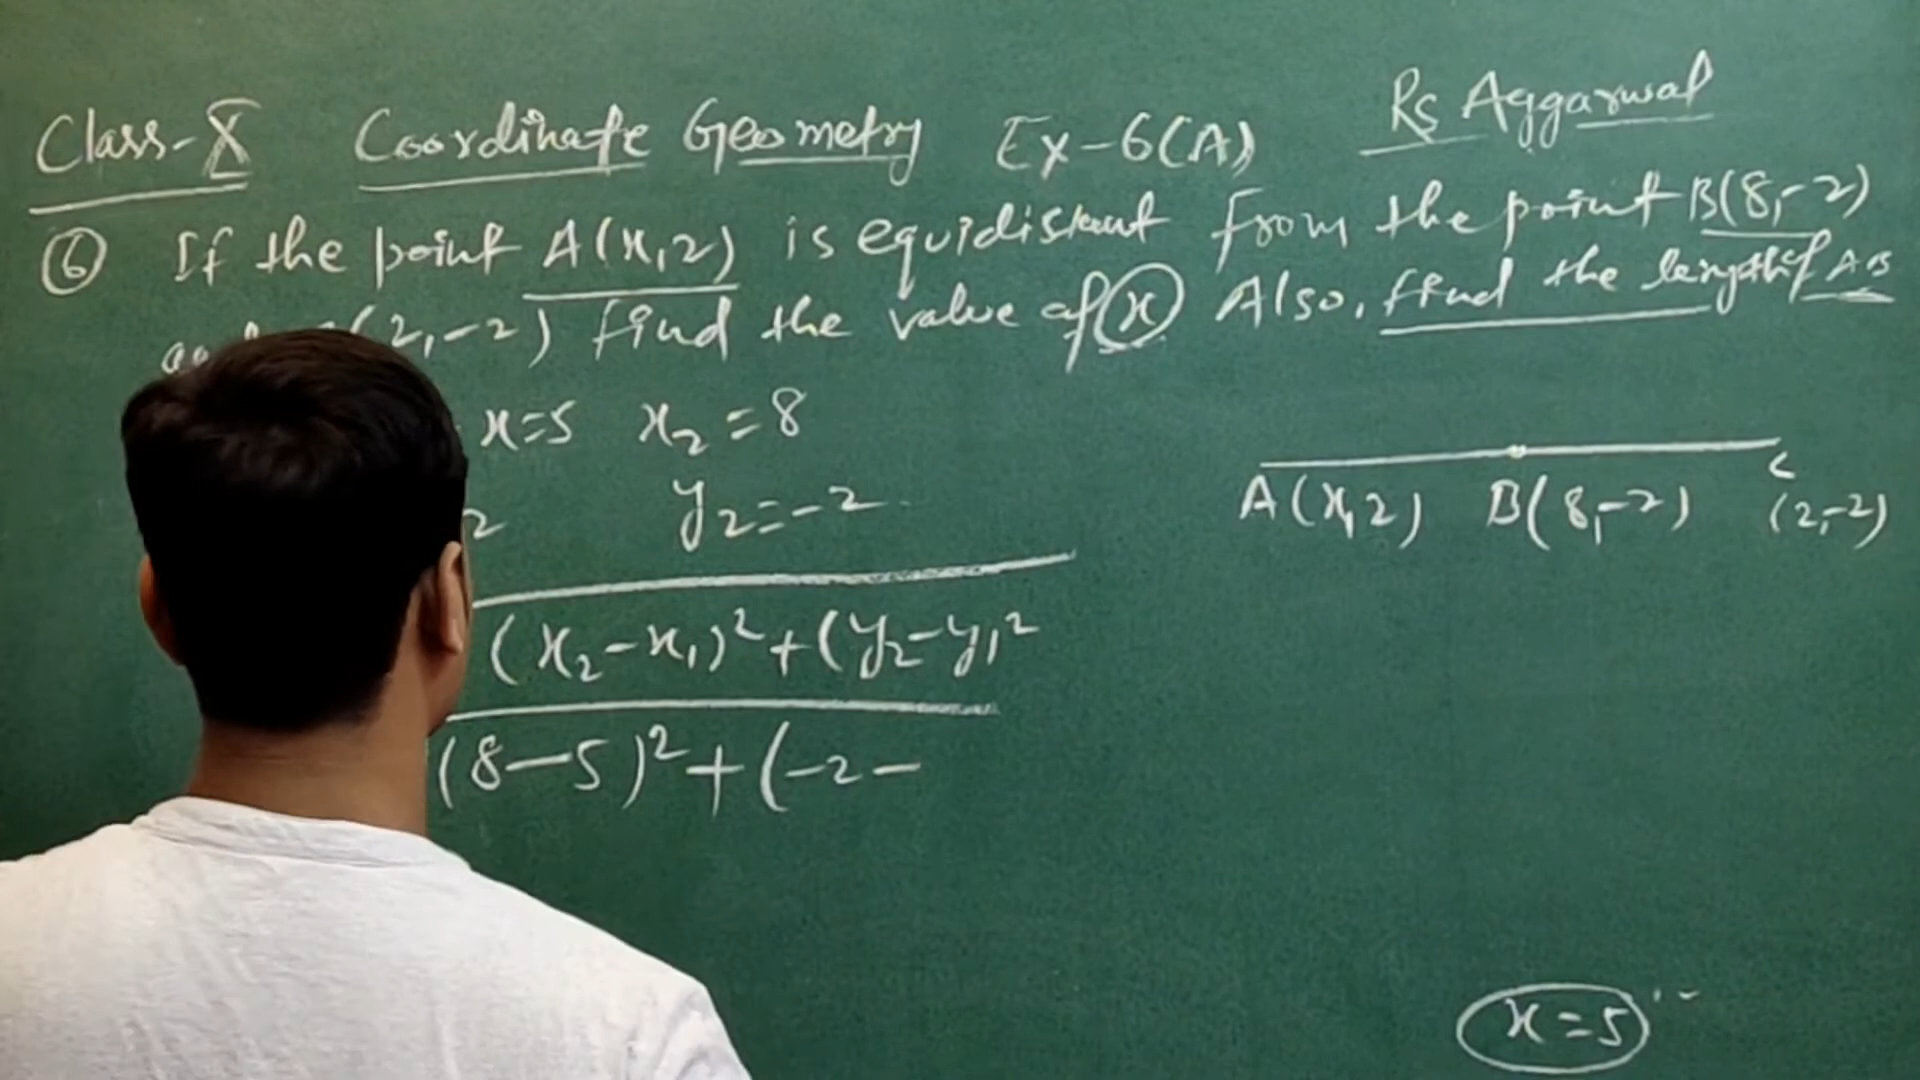 Class-X Coordinate Geometry Ex-6(A) RS Aggarwal
⑥ If the point A(x,2) is equidistant from the point B(8,-2)
(2,-2) find the value of x Also, find the length of AB
x=5 x₂=8
2 y₂=-2
(x₂-x₁)²+(y₂-y₁²
(8-5)²+(-2-
C
A(x,2) B(8,-2) (2,-2)
x=5